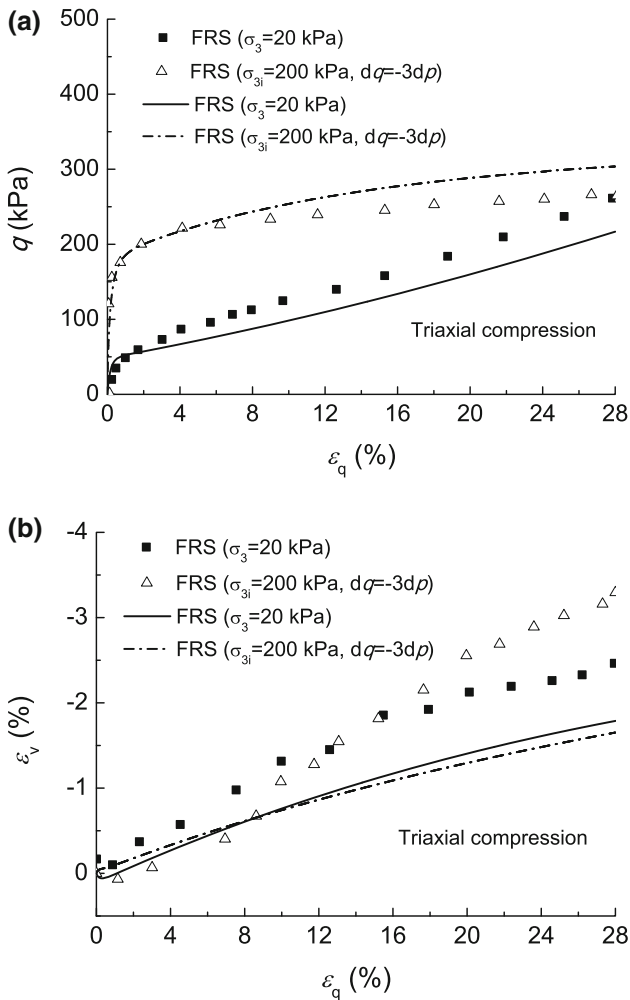 (a)
500
400
300
200
100
0
q (kPa)
FRS (σ3=20 kPa)
FRS (σ3i=200 kPa, dq=-3dp)
FRS (σ3=20 kPa)
FRS (σ3i=200 kPa, dq=-3dp)
Triaxial compression
0 4 8 12 16 20 24 28
εq (%)
(b)
-4
-3
-2
-1
0
εv (%)
FRS (σ3=20 kPa)
FRS (σ3i=200 kPa, dq=-3dp)
FRS (σ3=20 kPa)
FRS (σ3i=200 kPa, dq=-3dp)
Triaxial compression
0 4 8 12 16 20 24 28
εq (%)